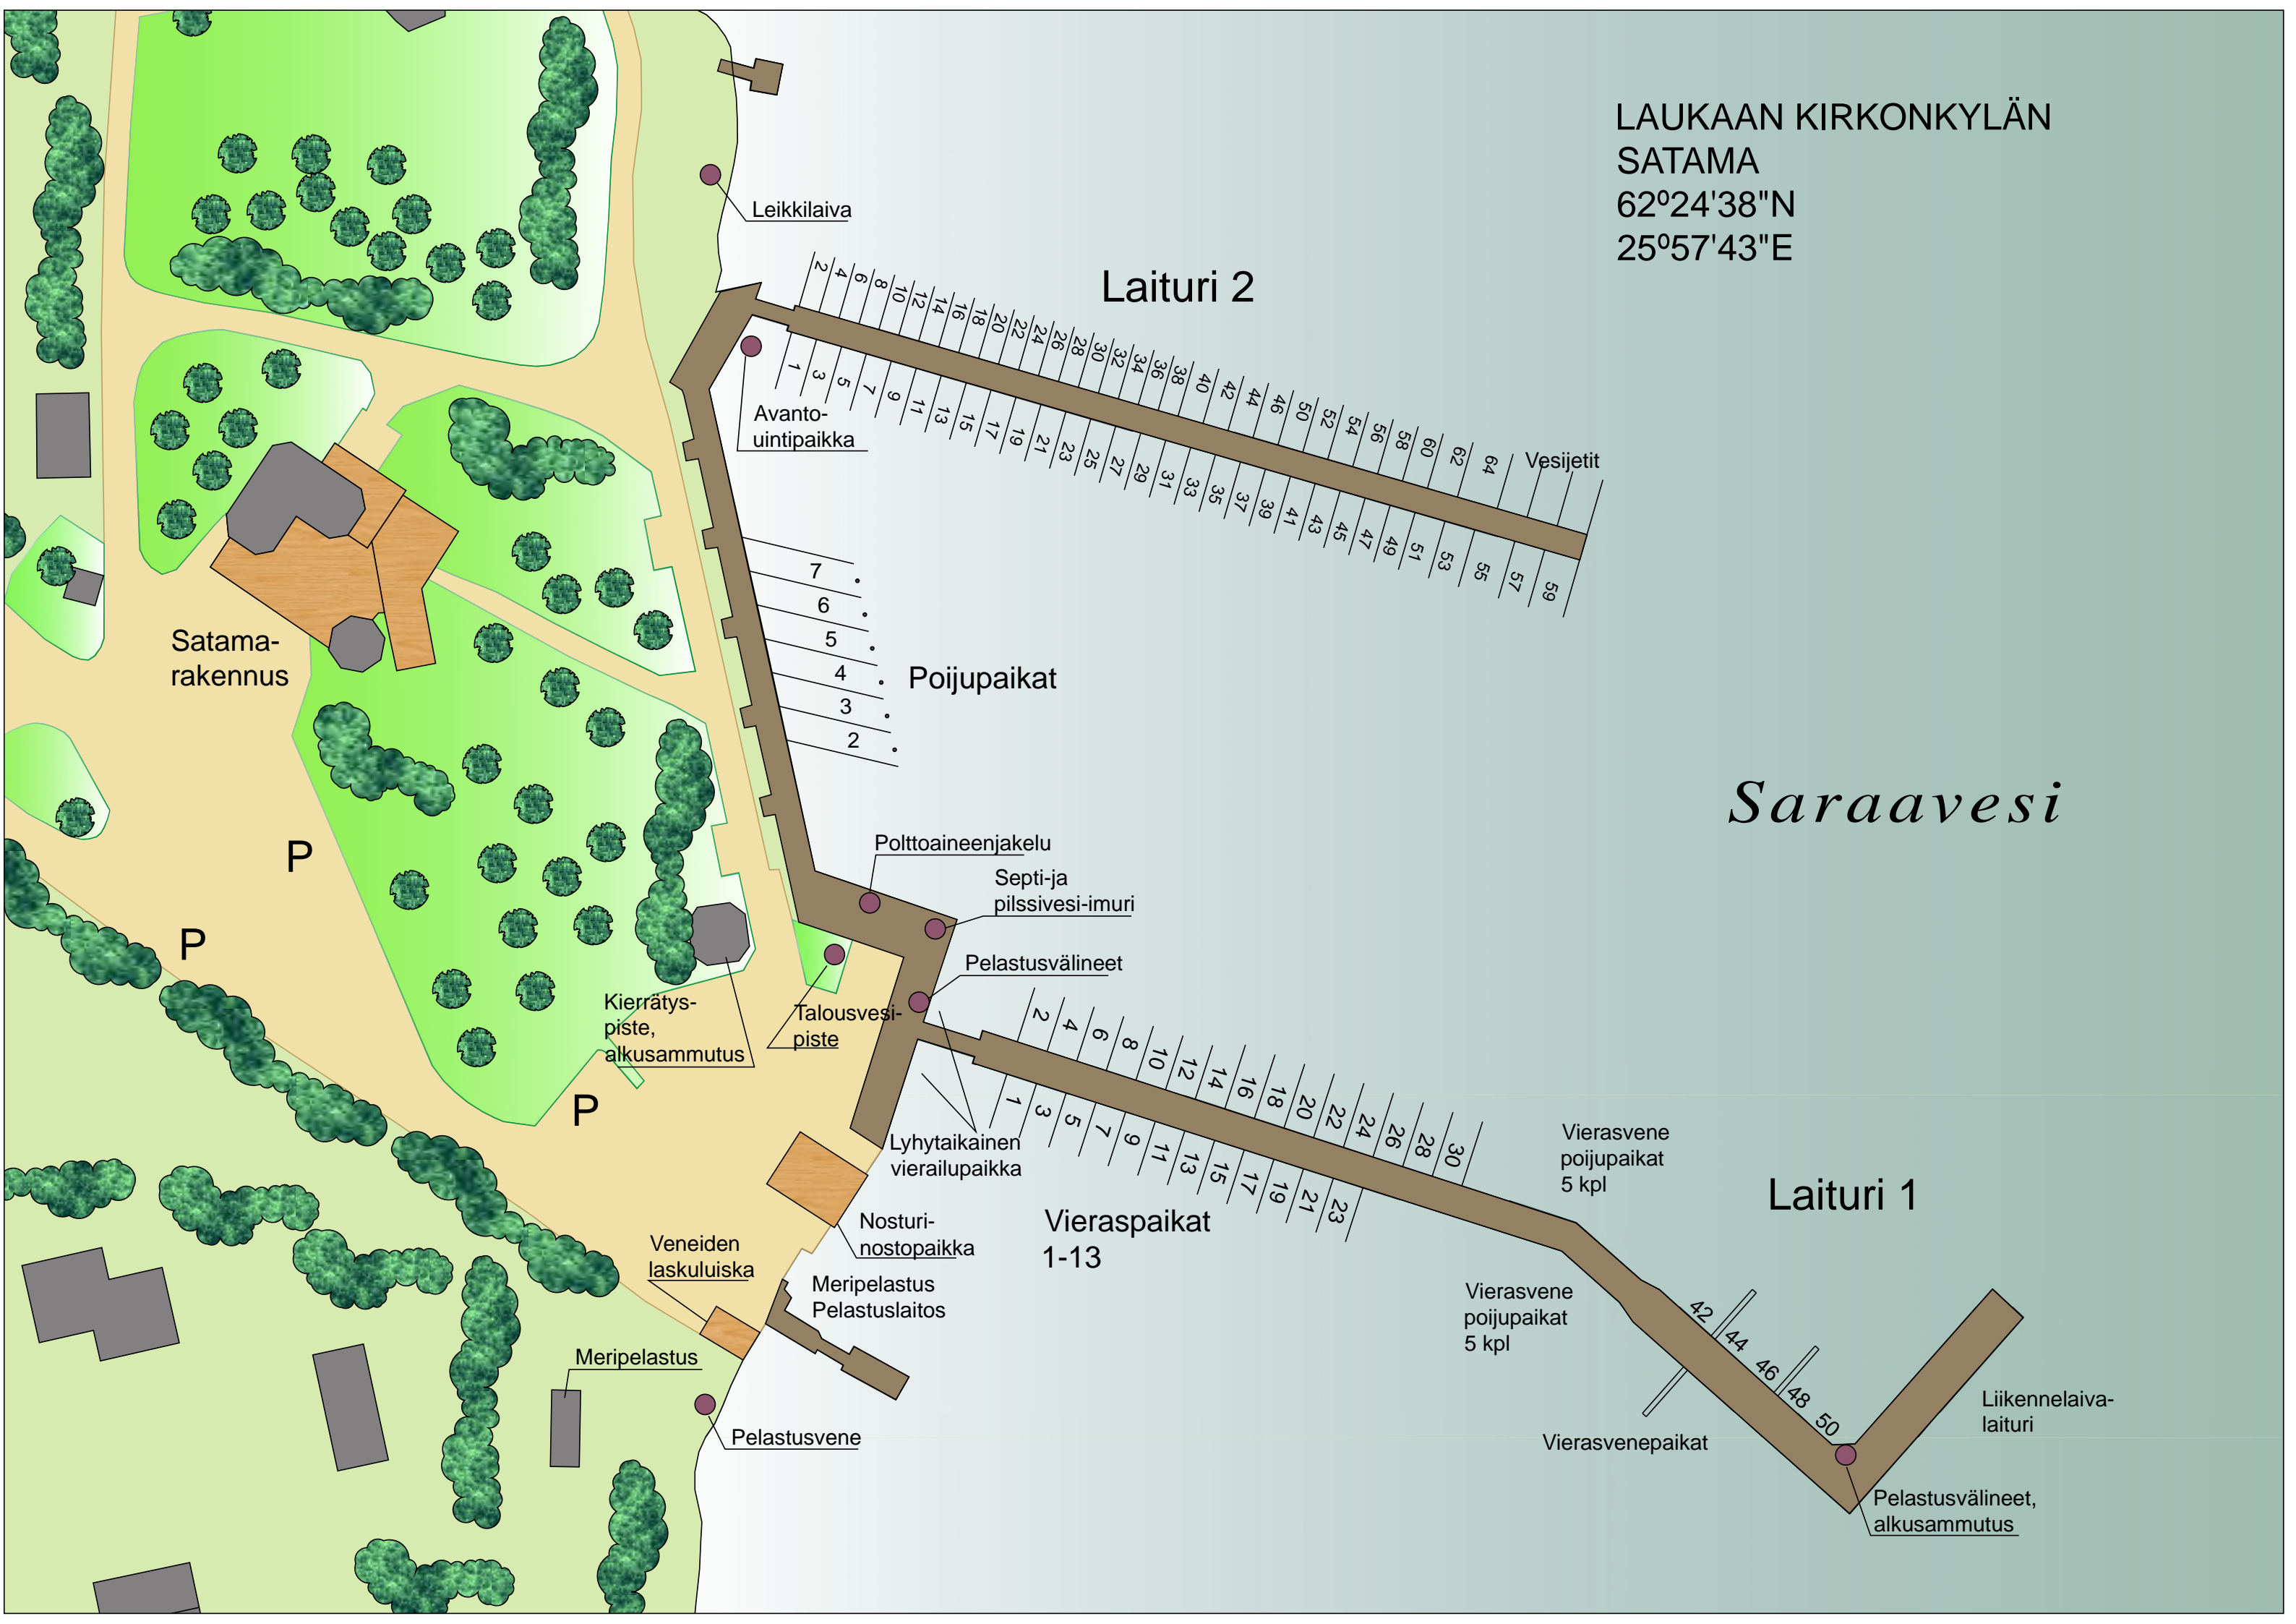 LAUKAAN KIRKONKYLÄN
SATAMA
62º24'38"N
25º57'43"E
Leikkilaiva
Laituri 2
2 4 6 8 10 12 14 16 18 20 22 24 26 28 30 32 34 36 38 40 42 44 46 50 52 54 56 58 60 62 64
Vesijetit
1 3 5 7 9 11 13 15 17 19 21 23 25 27 29 31 33 35 37 39 41 43 45 47 49 51 53 55 57 59
Avanto-
uintipaikka
7
6
5
4
3
2
Poijupaikat
Satama-
rakennus
Saraavesi
P
P
P
Polttoaineenjakelu
Septi-ja
pilssivesi-imuri
Pelastusvälineet
Kierrätys-
piste,
alkusammutus
Talousvesi-
piste
2 4 6 8 10 12 14 16 18 20 22 24 26 28 30
1 3 5 7 9 11 13 15 17 19 21 23
Lyhytaikainen
vierailupaikka
Vierasvene
poijupaikat
5 kpl
Laituri 1
Vieraspaikat
1-13
Nosturi-
nostopaikka
Veneiden
laskuluiska
Meripelastus
Pelastuslaitos
Vierasvene
poijupaikat
5 kpl
42 44 46 48 50
Meripelastus
Pelastusvene
Vierasvenepaikat
Liikennelaiva-
laituri
Pelastusvälineet,
alkusammutus